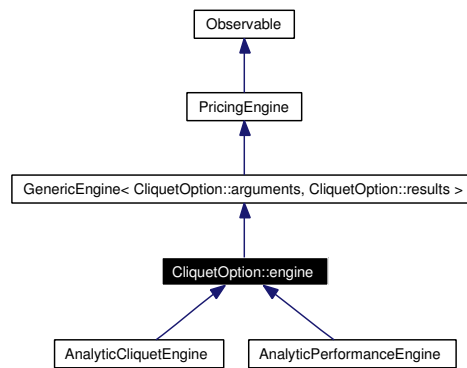 Observable
PricingEngine
GenericEngine< CliquetOption::arguments, CliquetOption::results >
CliquetOption::engine
AnalyticCliquetEngine
AnalyticPerformanceEngine